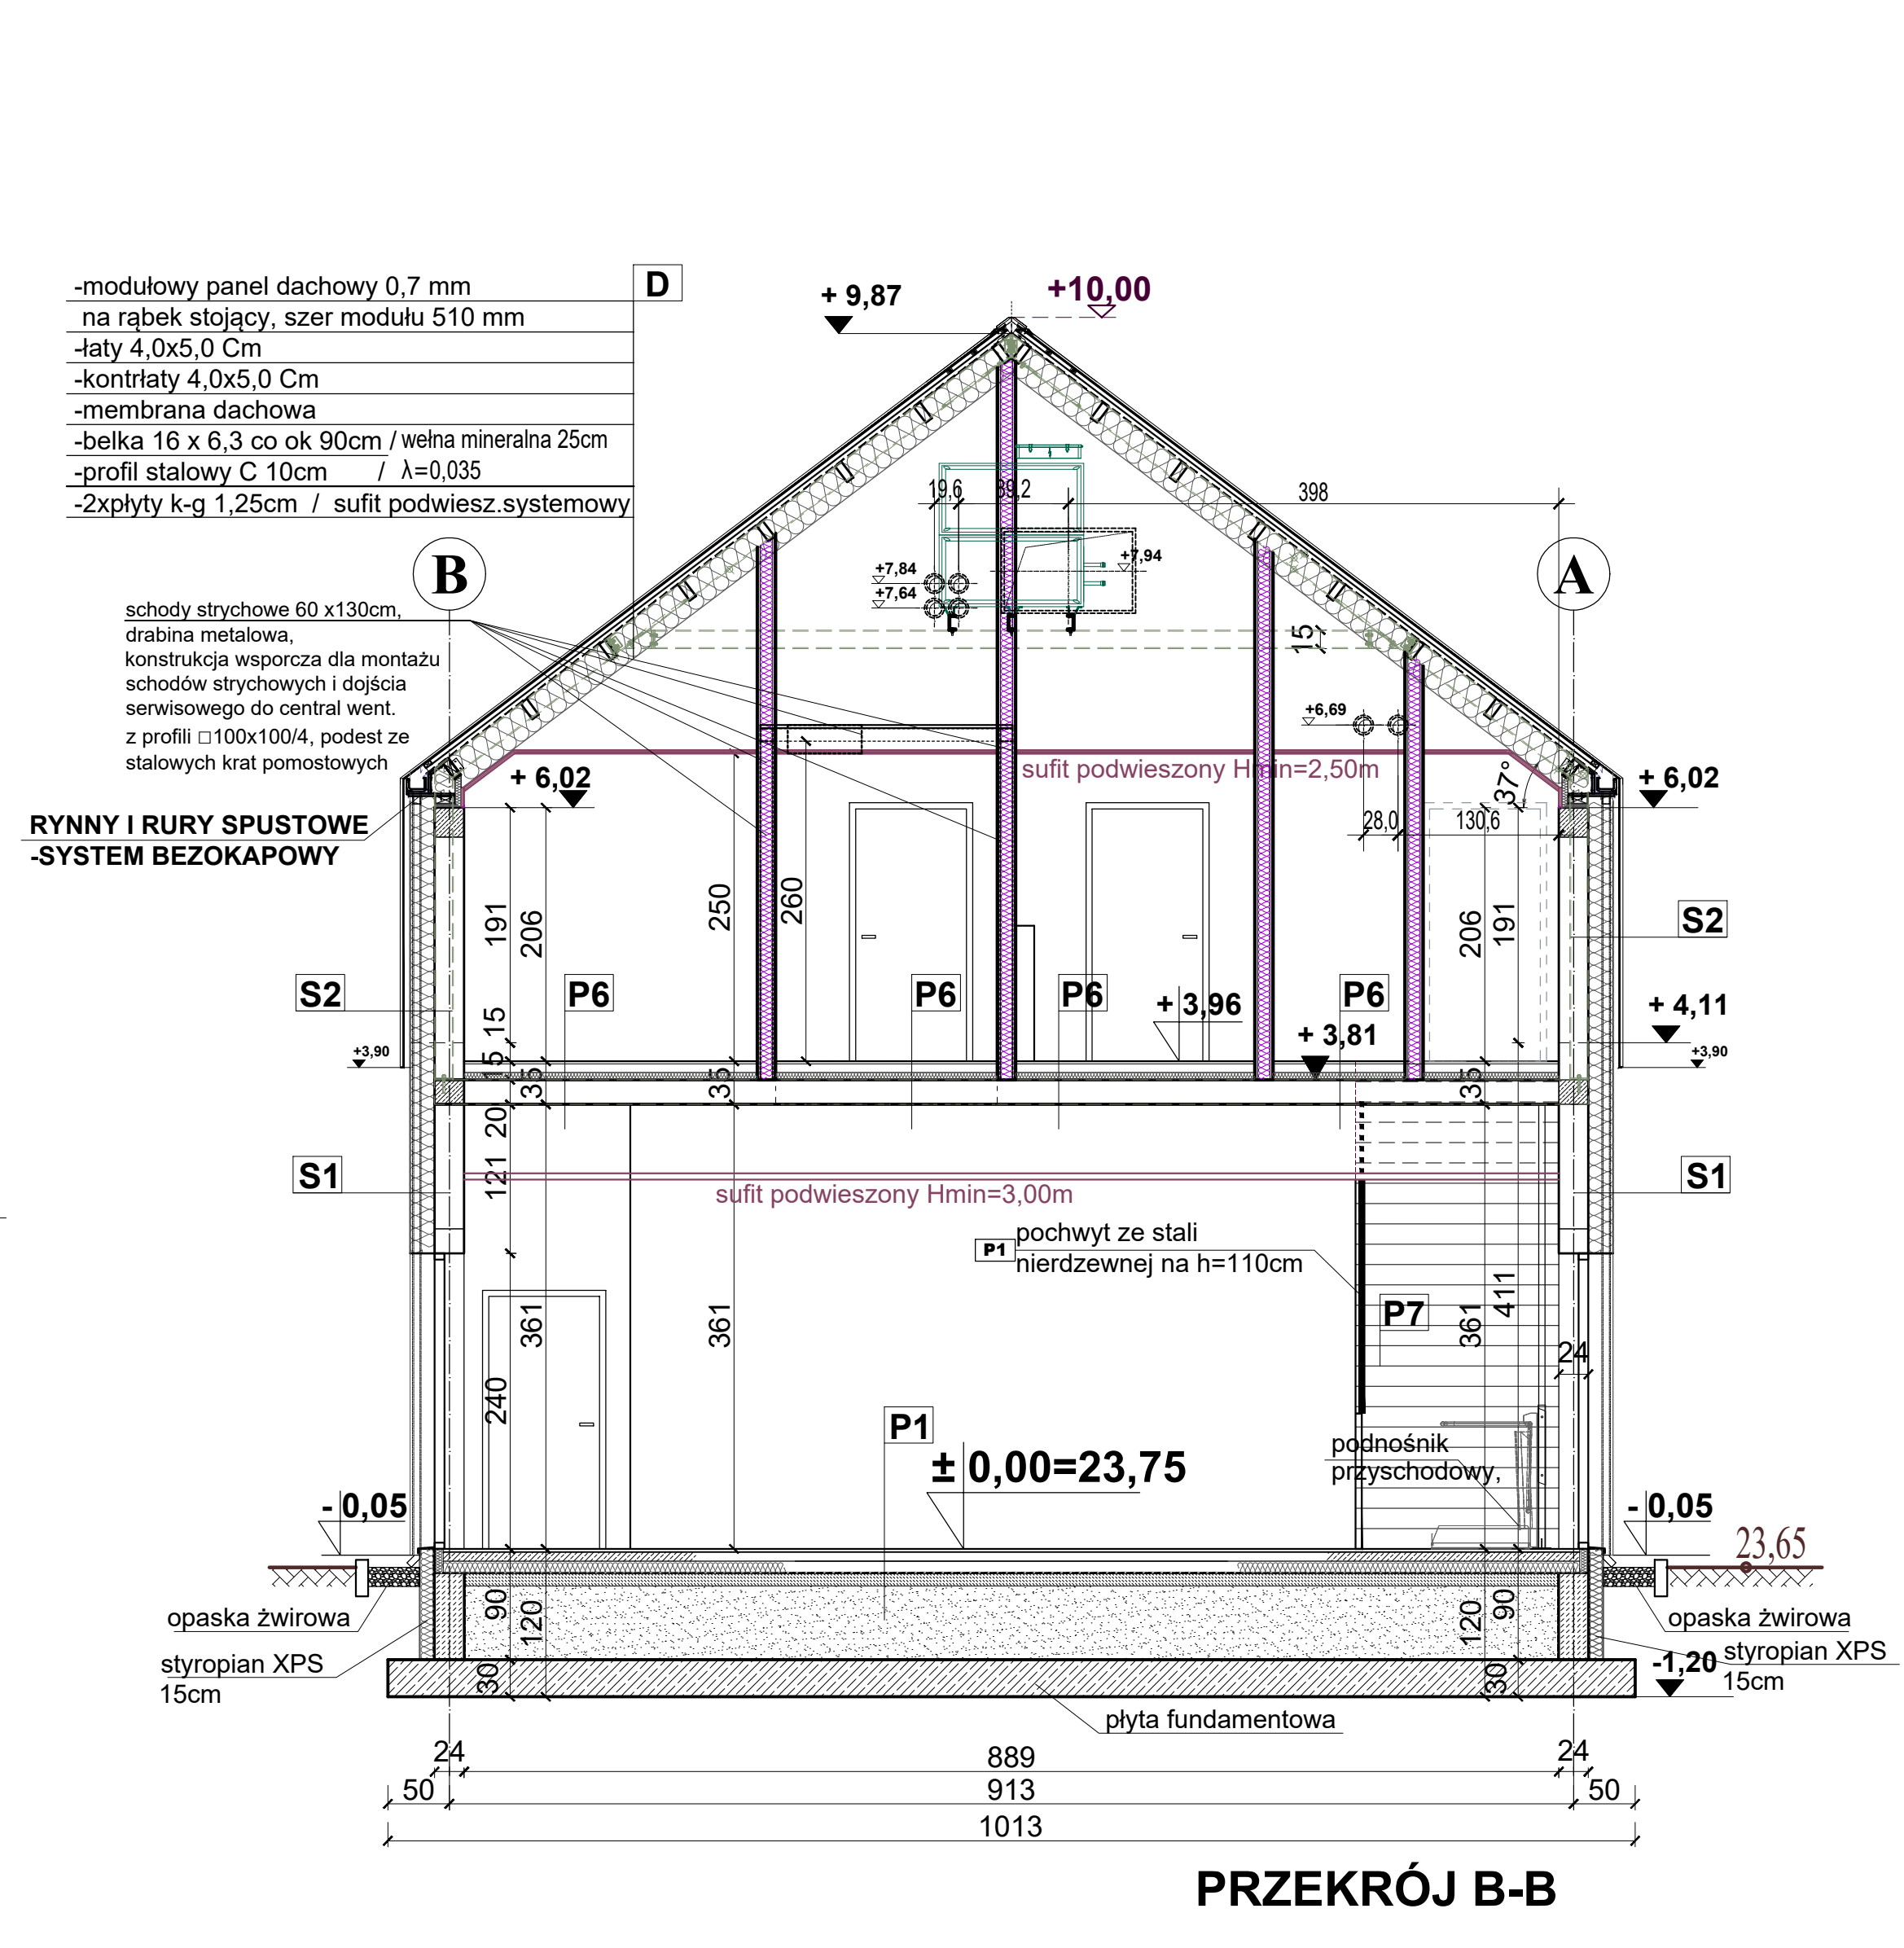 -modułowy panel dachowy 0,7 mm
na rąbek stojący, szer modułu 510 mm
-łaty 4,0x5,0 Cm
-kontrłaty 4,0x5,0 Cm
-membrana dachowa
-belka 16 x 6,3 co ok 90cm / wełna mineralna 25cm
-profil stalowy C 10cm / λ=0,035
-2xpłyty k-g 1,25cm / sufit podwiesz.systemowy
D
+ 9,87
+10,00
19,6
89,2
398
B
A
+7,94
+7,84
+7,64
schody strychowe 60 x130cm,
drabina metalowa,
konstrukcja wsporcza dla montażu
schodów strychowych i dojścia
serwisowego do central went.
z profili □100x100/4, podest ze
stalowych krat pomostowych
15
+6,69
+ 6,02
sufit podwieszony Hmin=2,50m
37°
+ 6,02
RYNNY I RURY SPUSTOWE
-SYSTEM BEZOKAPOWY
28,0
130,6
191
206
250
260
206
191
S2
S2
P6
P6
P6
P6
+ 3,96
+ 4,11
+ 3,81
15
+3,90
+3,90
15
35
35
35
20
121
S1
S1
sufit podwieszony Hmin=3,00m
P1
pochwyt ze stali
nierdzewnej na h=110cm
P7
361
361
361
411
24
240
P1
± 0,00=23,75
podnośnik
przyschodowy,
- 0,05
- 0,05
23,65
90
120
120
90
opaska żwirowa
opaska żwirowa
styropian XPS
15cm
styropian XPS
15cm
-1,20
30
30
płyta fundamentowa
24
889
24
50
913
50
1013
PRZEKRÓJ B-B